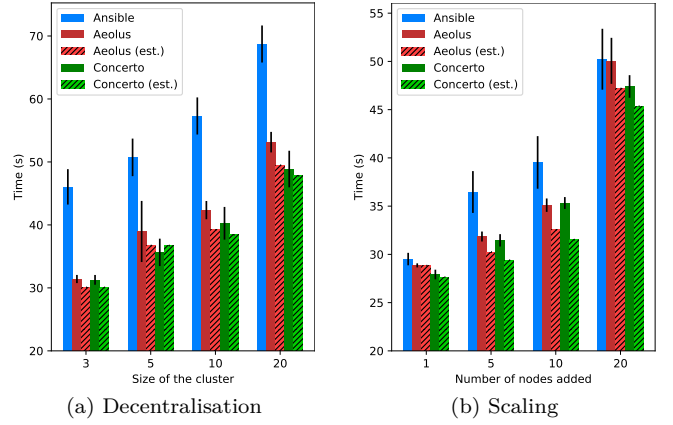 Ansible
Aeolus
Aeolus (est.)
Concerto
Concerto (est.)
70
60
50
40
30
20
Time (s)
3 5 10 20
Size of the cluster
(a) Decentralisation
Ansible
Aeolus
Aeolus (est.)
Concerto
Concerto (est.)
55
50
45
40
35
30
25
20
Time (s)
1 5 10 20
Number of nodes added
(b) Scaling